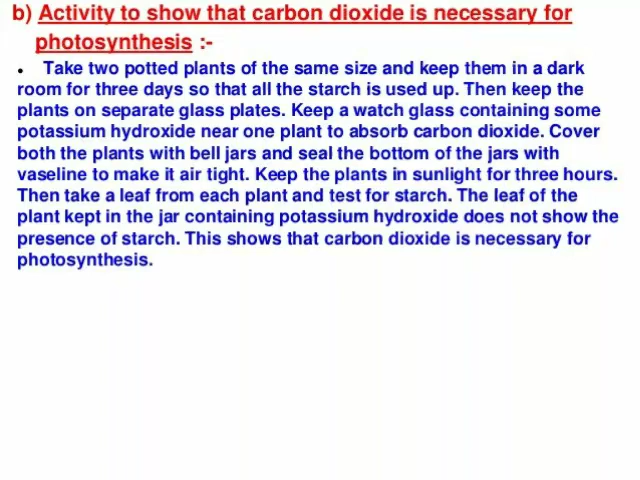 b) Activity to show that carbon dioxide is necessary for
photosynthesis :-
• Take two potted plants of the same size and keep them in a dark
room for three days so that all the starch is used up. Then keep the
plants on separate glass plates. Keep a watch glass containing some
potassium hydroxide near one plant to absorb carbon dioxide. Cover
both the plants with bell jars and seal the bottom of the jars with
vaseline to make it air tight. Keep the plants in sunlight for three hours.
Then take a leaf from each plant and test for starch. The leaf of the
plant kept in the jar containing potassium hydroxide does not show the
presence of starch. This shows that carbon dioxide is necessary for
photosynthesis.